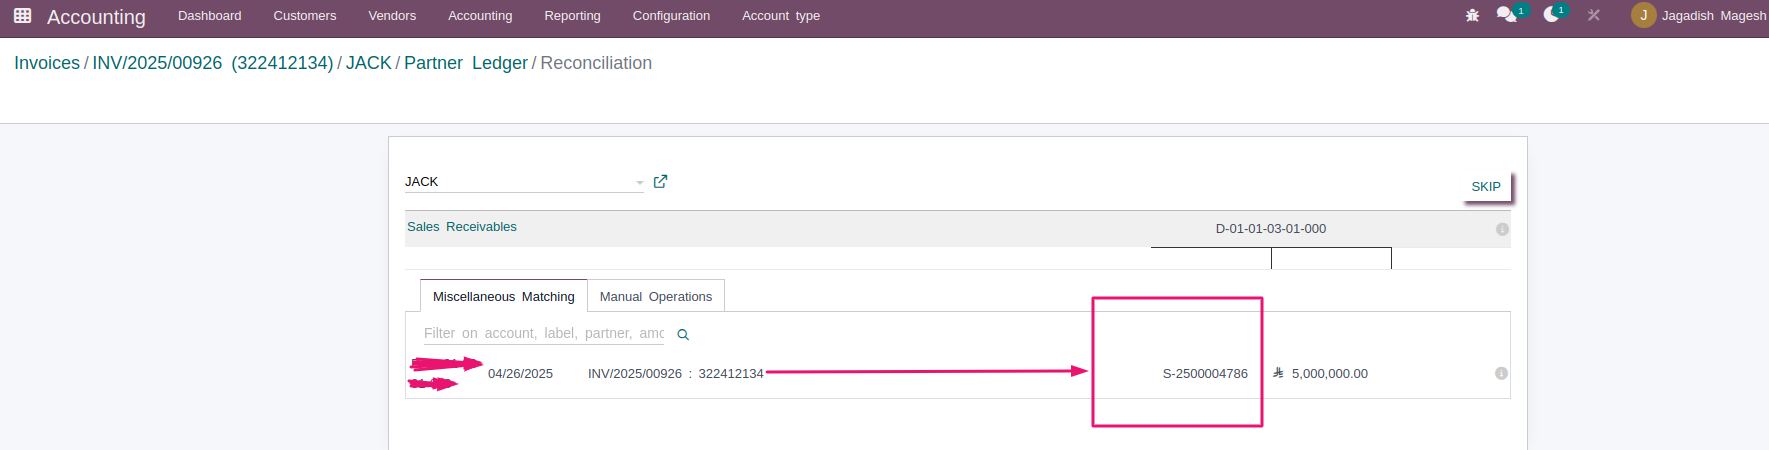 Accounting Dashboard Customers Vendors Accounting Reporting Configuration Account type 1 1 J Jagadish Magesh
Invoices / INV/2025/00926 (322412134) / JACK / Partner Ledger / Reconciliation
JACK
SKIP
Sales Receivables D-01-01-03-01-000
Miscellaneous Matching Manual Operations
Filter on account, label, partner, amo
04/26/2025 INV/2025/00926 : 322412134 S-2500004786 5,000,000.00